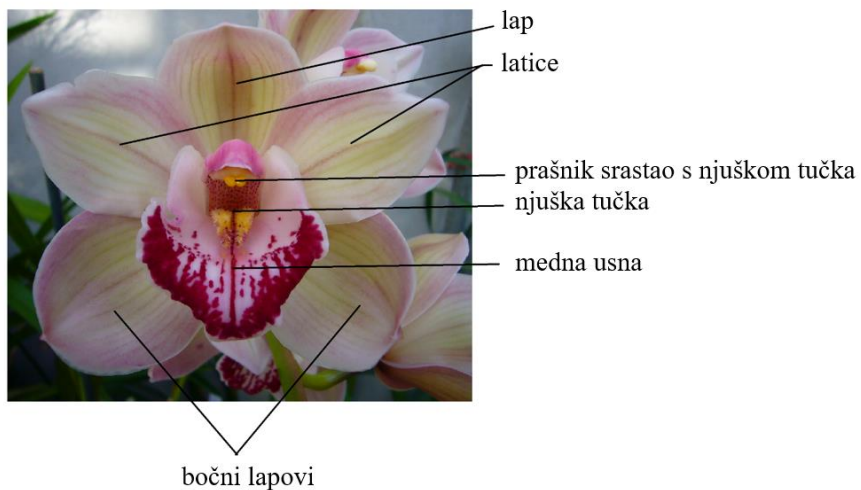 lap
latice
prašnik srastao s njuškom tučka
njuška tučka
medna usna
bočni lapovi